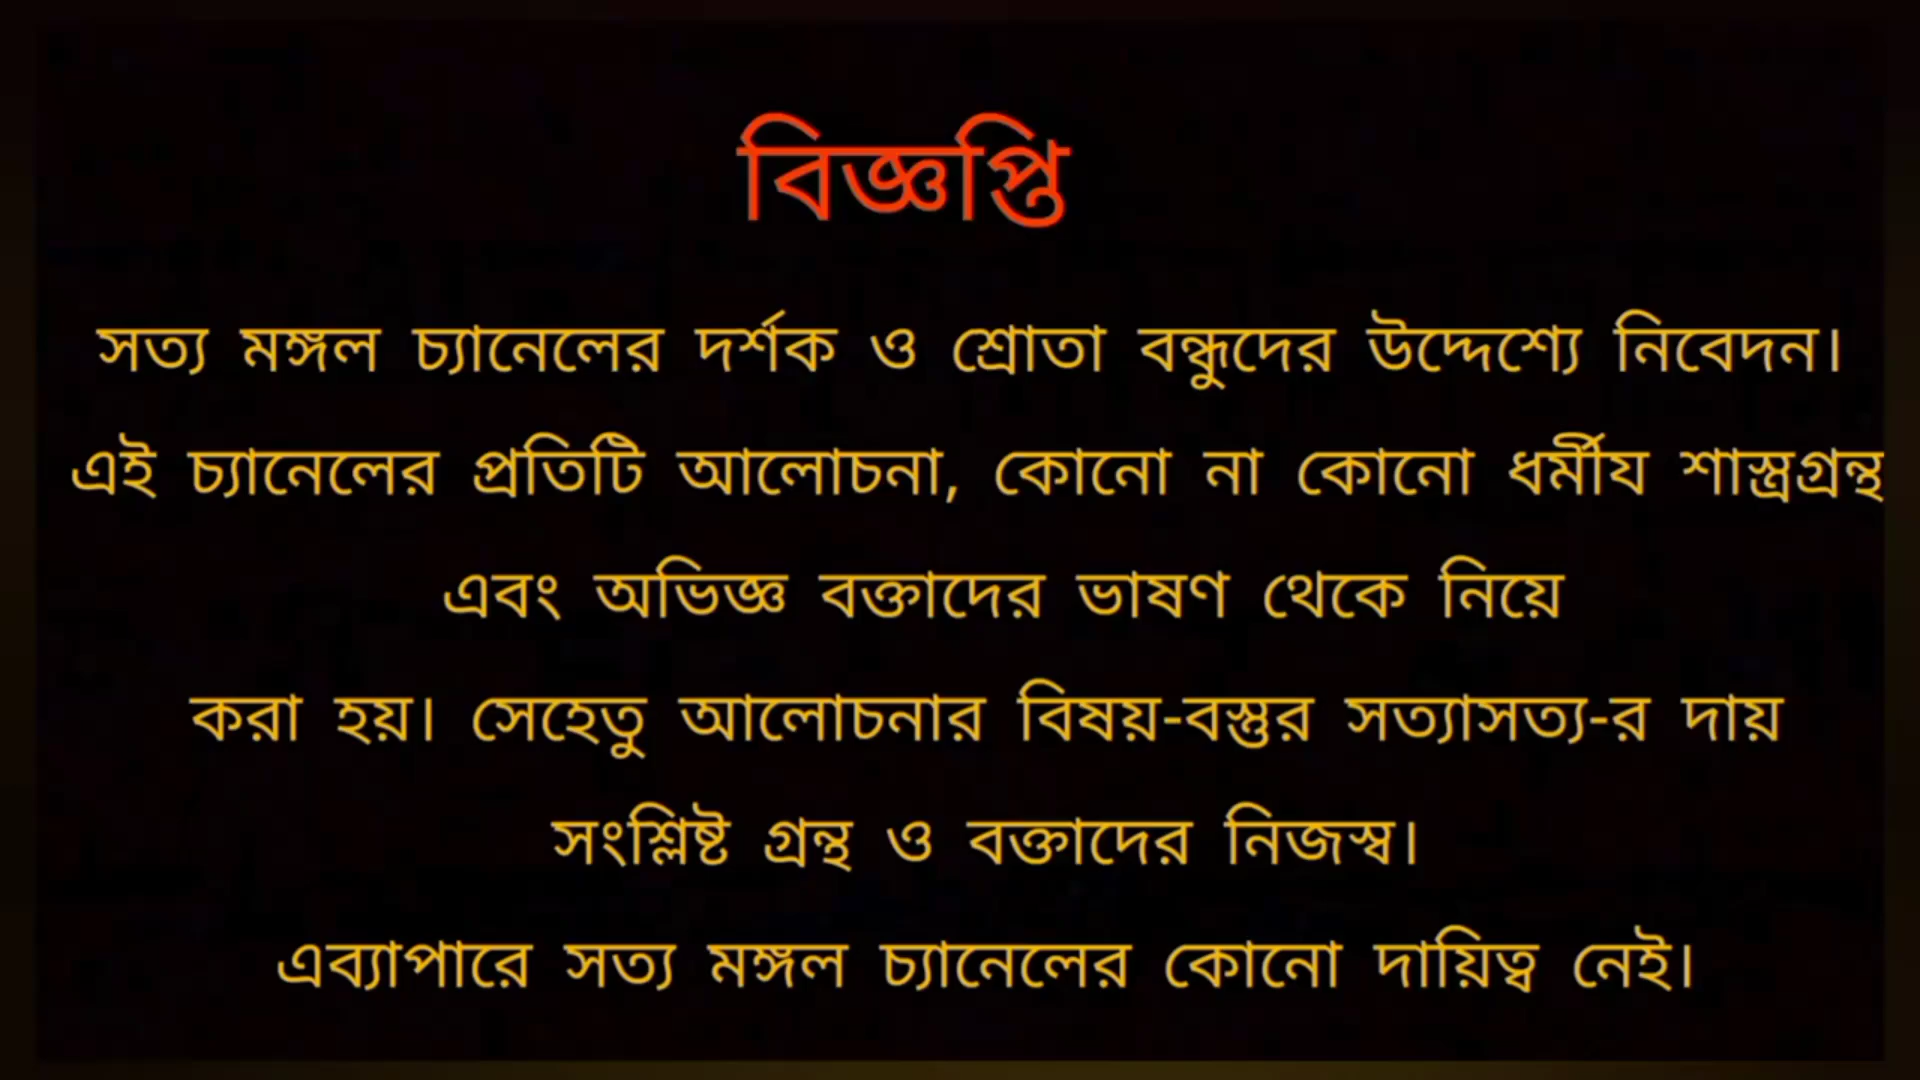 বিজ্ঞপ্তি
সত্য মঙ্গল চ্যানেলের দর্শক ও শ্রোতা বন্ধুদের উদ্দেশ্যে নিবেদন।
এই চ্যানেলের প্রতিটি আলোচনা, কোনো না কোনো ধর্মীয শাস্ত্রগ্রন্থ
এবং অভিজ্ঞ বক্তাদের ভাষণ থেকে নিয়ে
করা হয়। সেহেতু আলোচনার বিষয়-বস্তুর সত্যাসত্য-র দায়
সংশ্লিষ্ট গ্রন্থ ও বক্তাদের নিজস্ব।
এব্যাপারে সত্য মঙ্গল চ্যানেলের কোনো দায়িত্ব নেই।